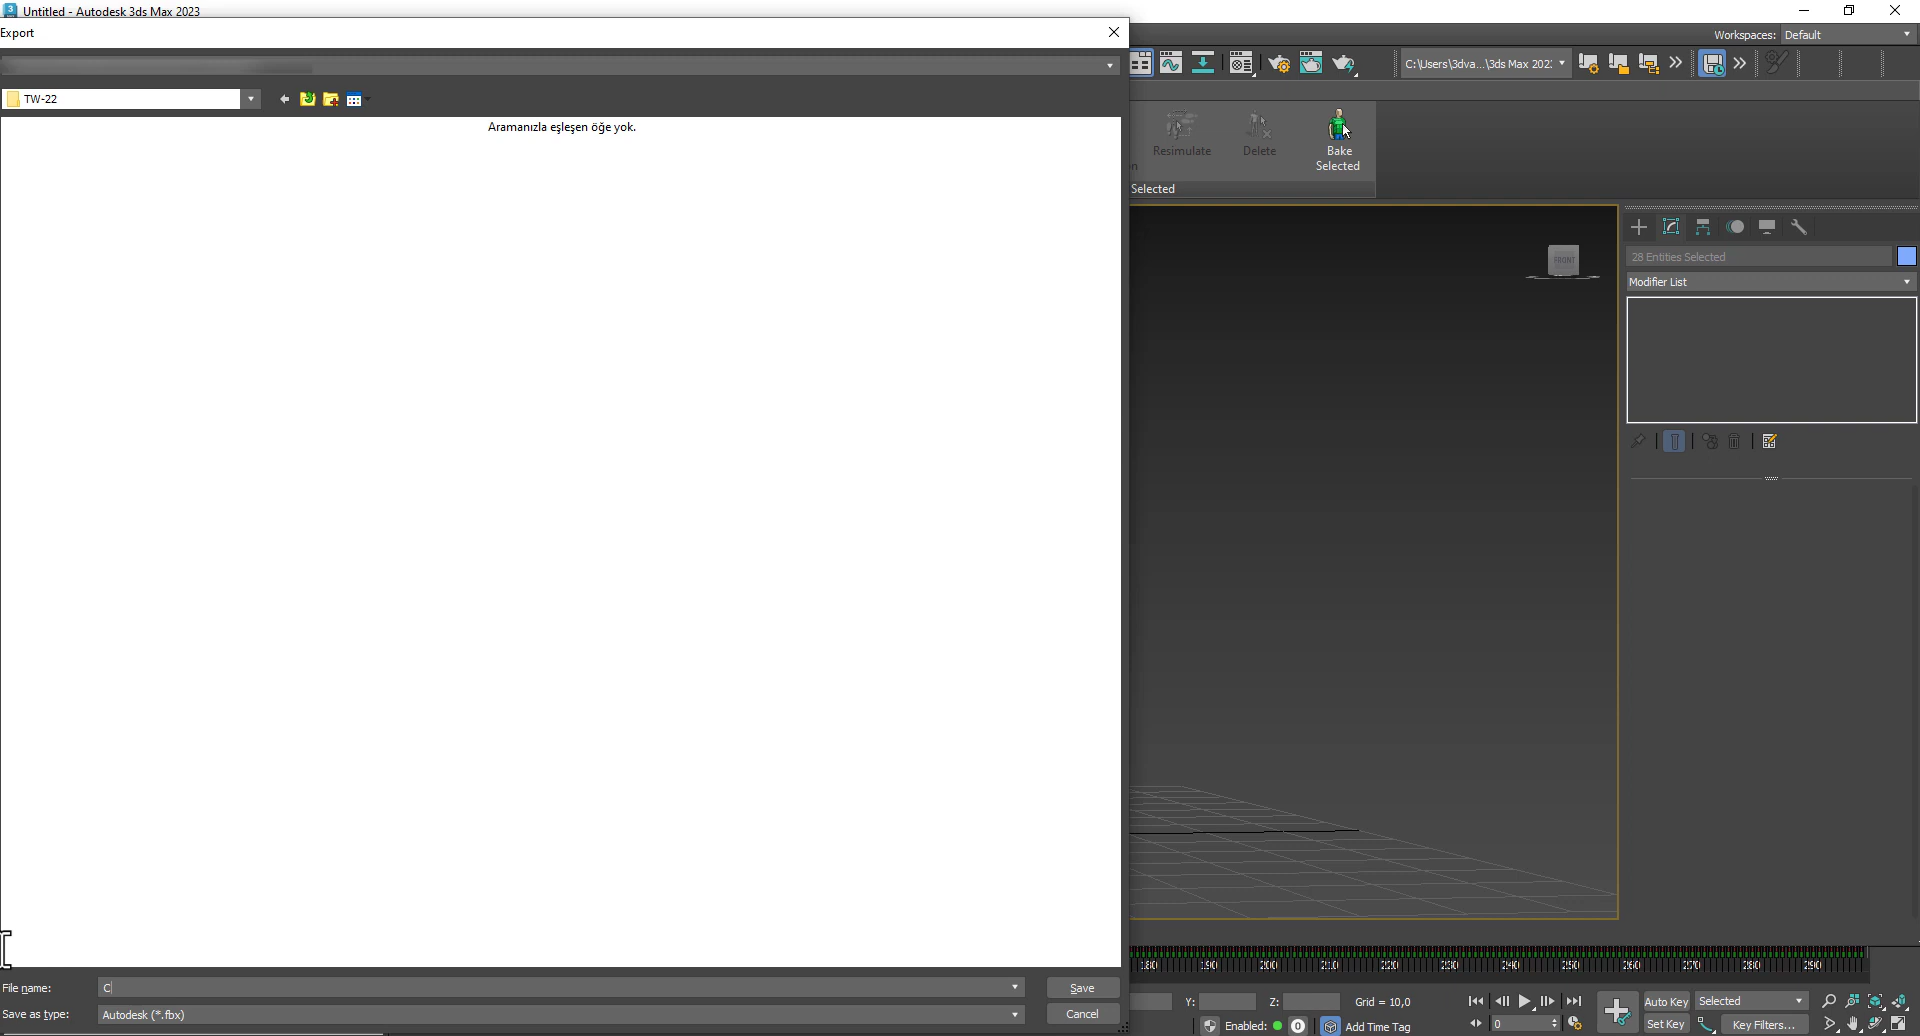 Untitled - Autodesk 3ds Max 2023
Export
Workspaces: Default
C:\Users\3dva...\3ds Max 202:
TW-22
Aramanızla eşleşen öğe yok.
Resimulate
Delete
Bake
Selected
Selected
FRONT
28 Entities Selected
Modifier List
180 190 200 210 220 230 240 250 260 270 280 290
File name: C
Save
Save as type: Autodesk (*.fbx)
Cancel
Y:
Z:
Grid = 10,0
Auto Key
Selected
Enabled:
0
Add Time Tag
0
Set Key
Key Filters...